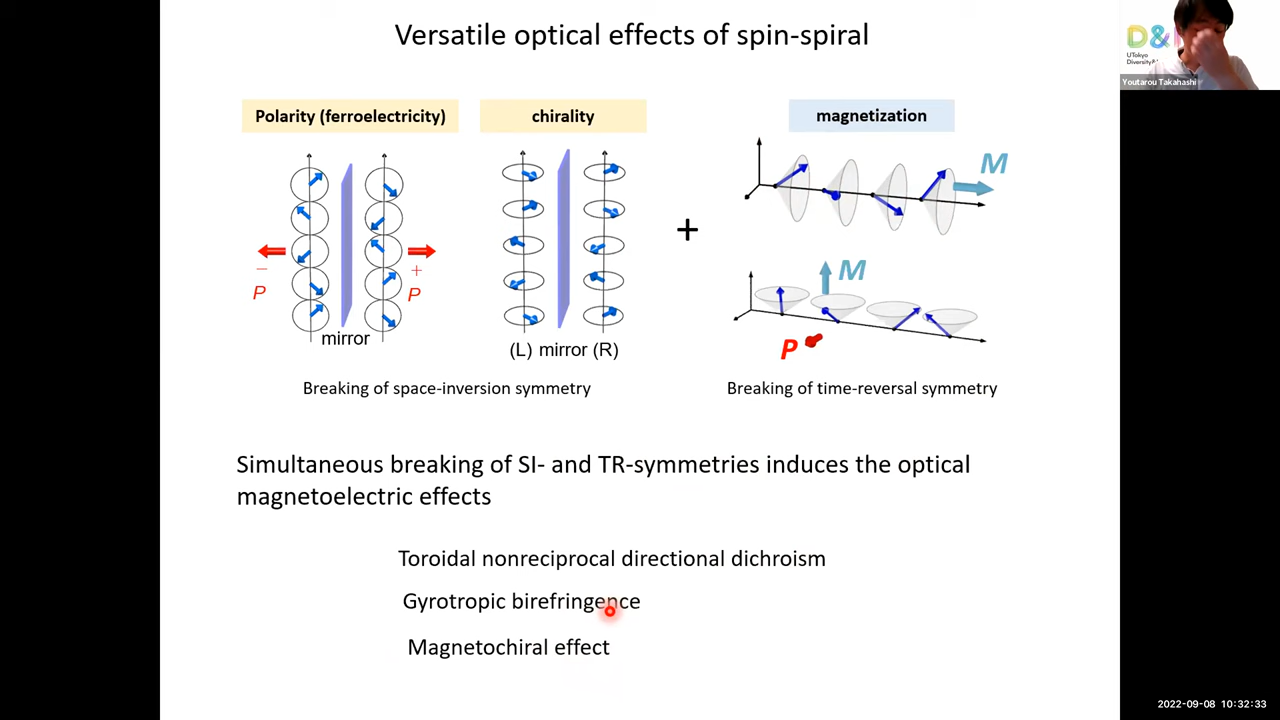 Versatile optical effects of spin-spiral
D&
UTokyo
Youtarou Takahashi
Polarity (ferroelectricity)
chirality
magnetization
M
−
P
+
P
mirror
(L) mirror (R)
+
M
P
Breaking of space-inversion symmetry
Breaking of time-reversal symmetry
Simultaneous breaking of SI- and TR-symmetries induces the optical
magnetoelectric effects
Toroidal nonreciprocal directional dichroism
Gyrotropic birefringence
Magnetochiral effect
2022-09-08 10:32:33